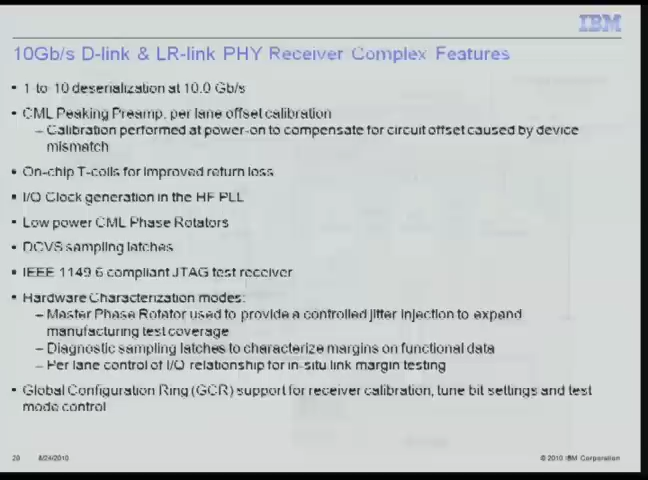 IBM
10Gb/s D-link & LR-link PHY Receiver Complex Features
• 1-to-10 deserialization at 10.0 Gb/s
• CML Peaking Preamp, per lane offset calibration
– Calibration performed at power-on to compensate for circuit offset caused by device
mismatch
• On-chip T-coils for improved return loss
• I/Q Clock generation in the HF PLL
• Low power CML Phase Rotators
• DCVS sampling latches
• IEEE 1149.6 compliant JTAG test receiver
• Hardware Characterization modes:
– Master Phase Rotator used to provide a controlled jitter injection to expand
manufacturing test coverage
– Diagnostic sampling latches to characterize margins on functional data
– Per lane control of I/Q relationship for in-situ link margin testing
• Global Configuration Ring (GCR) support for receiver calibration, tune bit settings and test
mode control
20 8/24/2010 © 2010 IBM Corporation